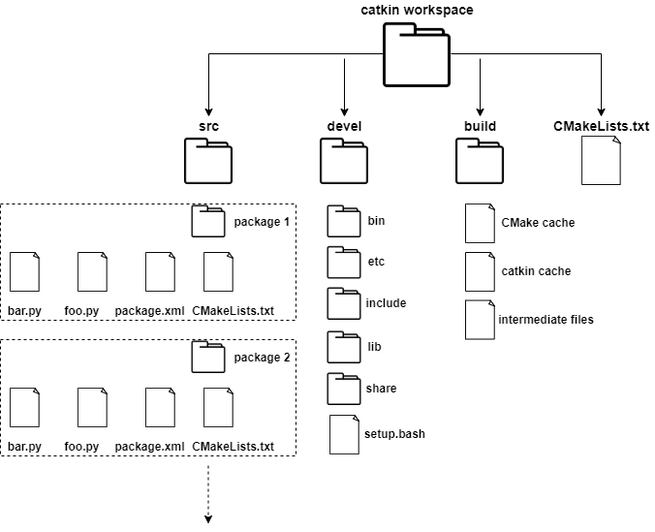 catkin workspace
src
devel
build
CMakeLists.txt
package 1
bar.py
foo.py
package.xml
CMakeLists.txt
package 2
bar.py
foo.py
package.xml
CMakeLists.txt
bin
etc
include
lib
share
setup.bash
CMake cache
catkin cache
intermediate files